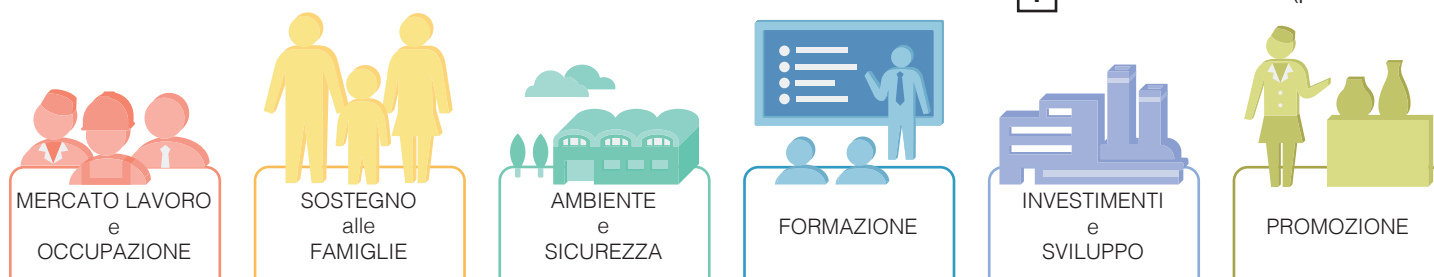 MERCATO LAVORO
e
OCCUPAZIONE
SOSTEGNO
alle
FAMIGLIE
AMBIENTE
e
SICUREZZA
FORMAZIONE
INVESTIMENTI
e
SVILUPPO
PROMOZIONE